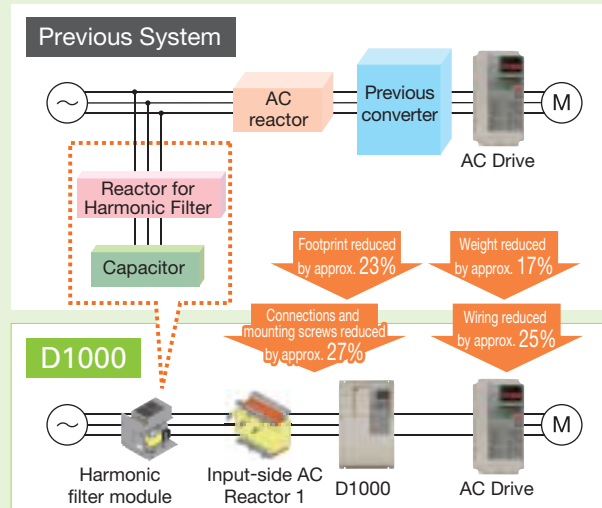 Previous System
~
AC
reactor
Previous
converter
AC Drive
M
Reactor for
Harmonic Filter
Capacitor
Footprint reduced
by approx. 23%
Weight reduced
by approx. 17%
Connections and
mounting screws reduced
by approx. 27%
Wiring reduced
by approx. 25%
D1000
~
M
Harmonic
filter module
Input-side AC
Reactor 1
D1000
AC Drive